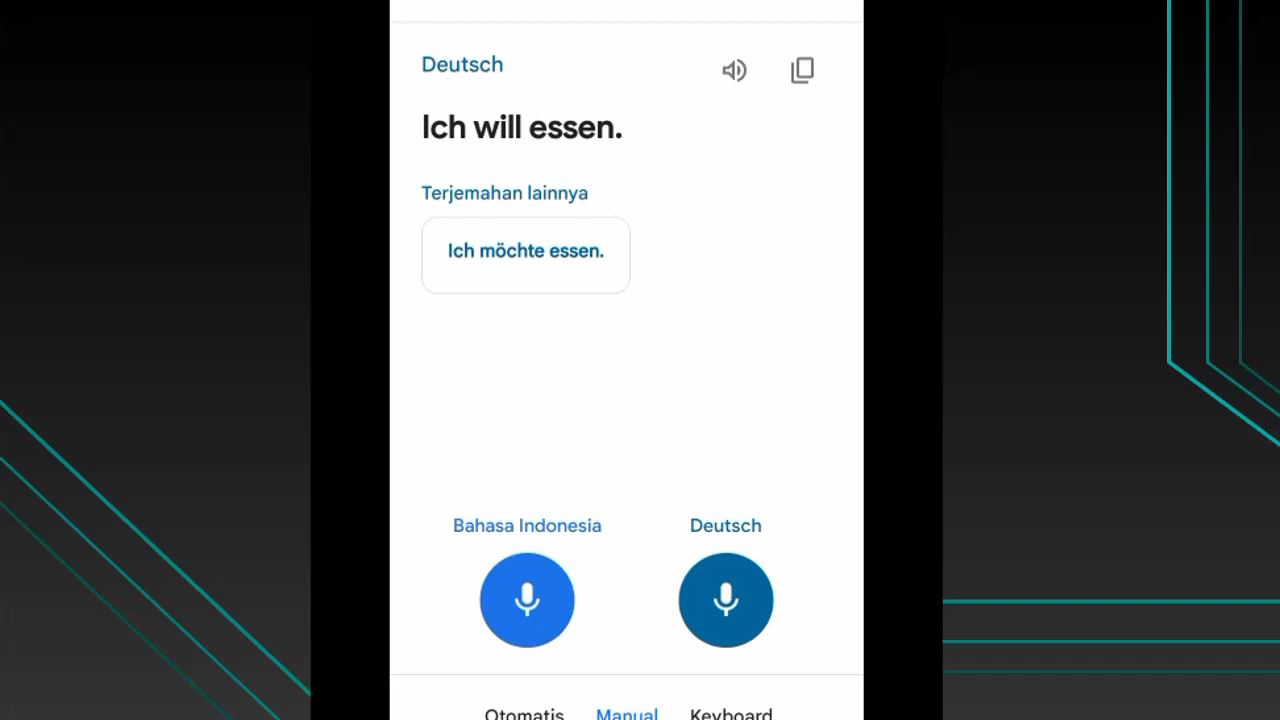 Deutsch
Ich will essen.
Terjemahan lainnya
Ich möchte essen.
Bahasa Indonesia Deutsch
Otomatis Manual Keyboard